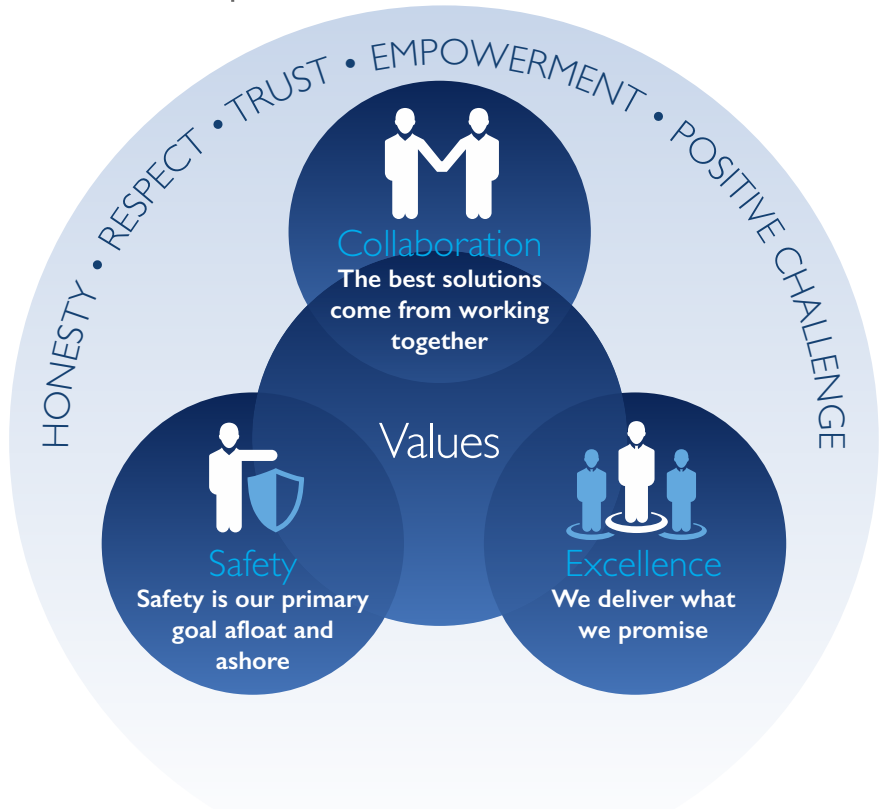 HONESTY • RESPECT • TRUST • EMPOWERMENT • POSITIVE CHALLENGE
Collaboration
The best solutions
come from working
together
Values
Safety
Safety is our primary
goal afloat and
ashore
Excellence
We deliver what
we promise